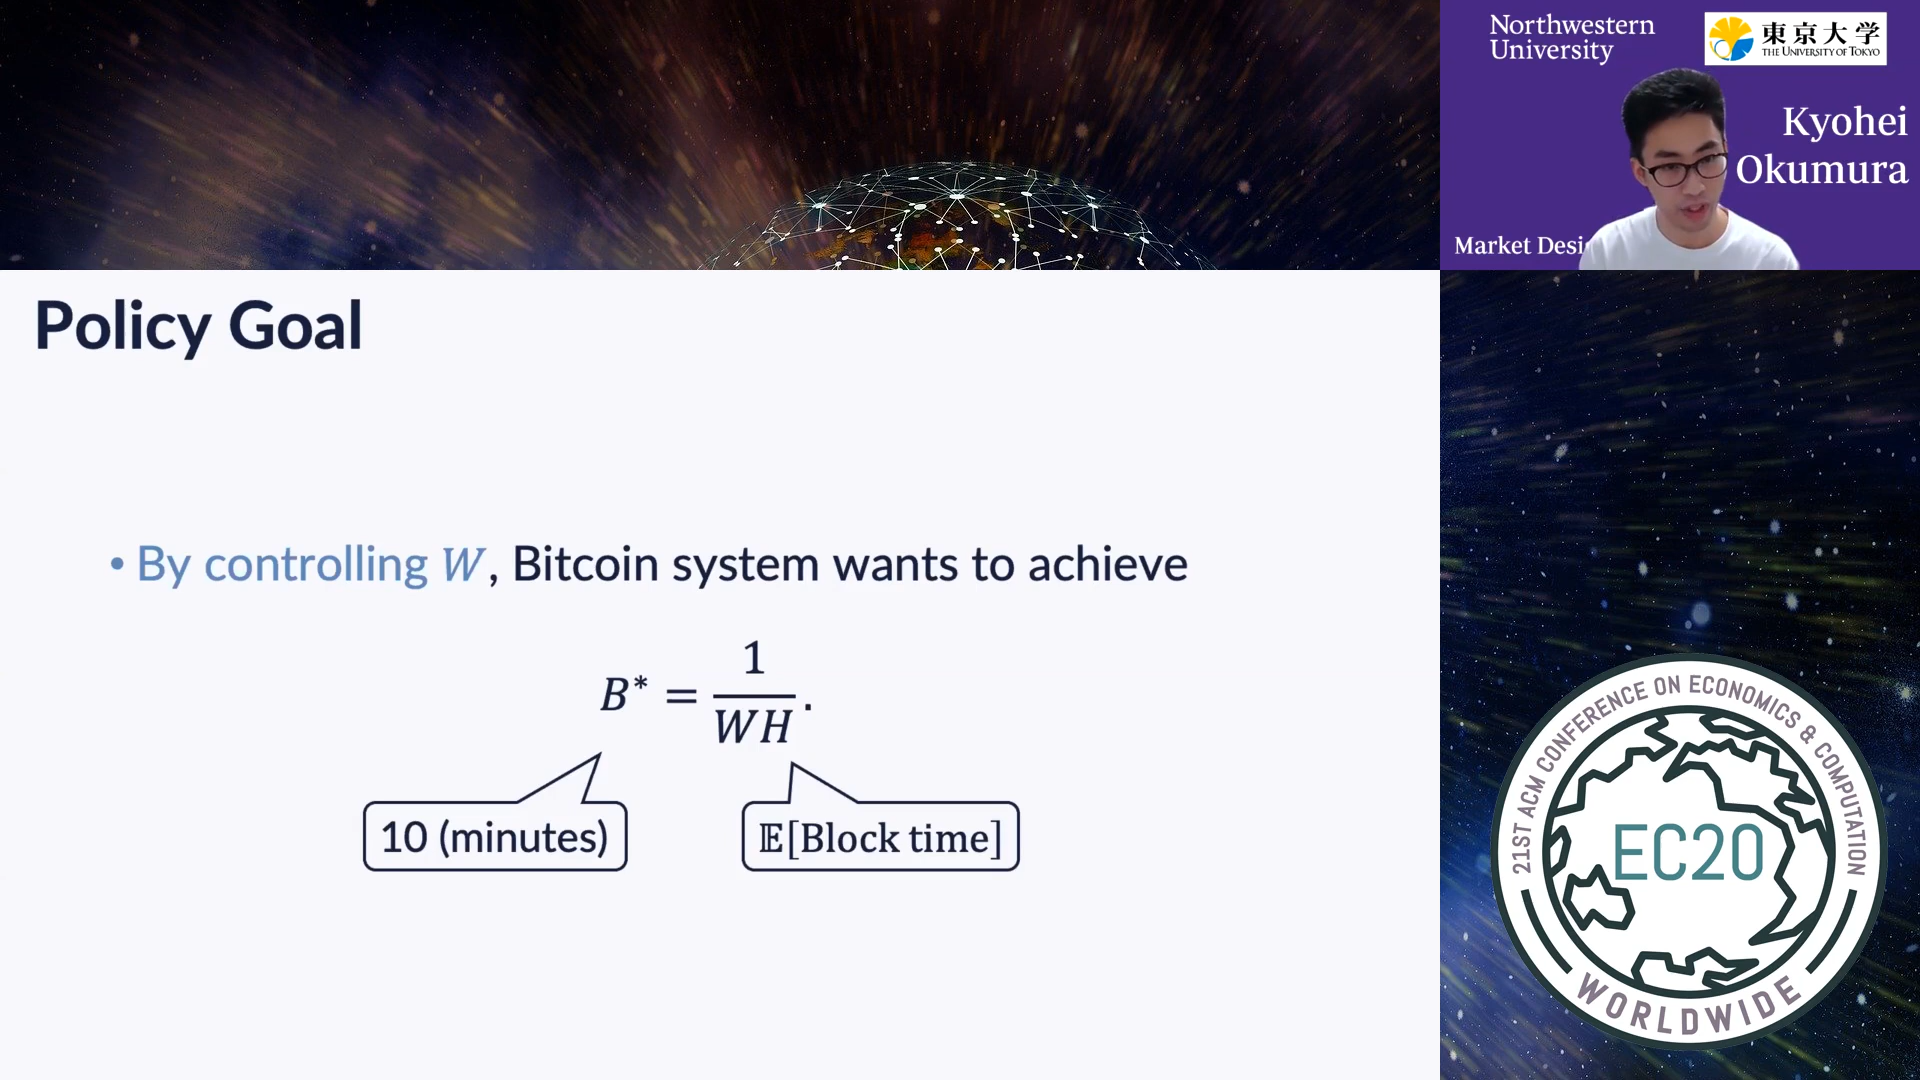 Northwestern
University
東京大学
THE UNIVERSITY OF TOKYO
Kyohei
Okumura
Market Desi
Policy Goal
• By controlling W, Bitcoin system wants to achieve
B* = 1/WH.
10 (minutes)
𝔼[Block time]
21ST ACM CONFERENCE ON ECONOMICS & COMPUTATION
EC20
WORLDWIDE